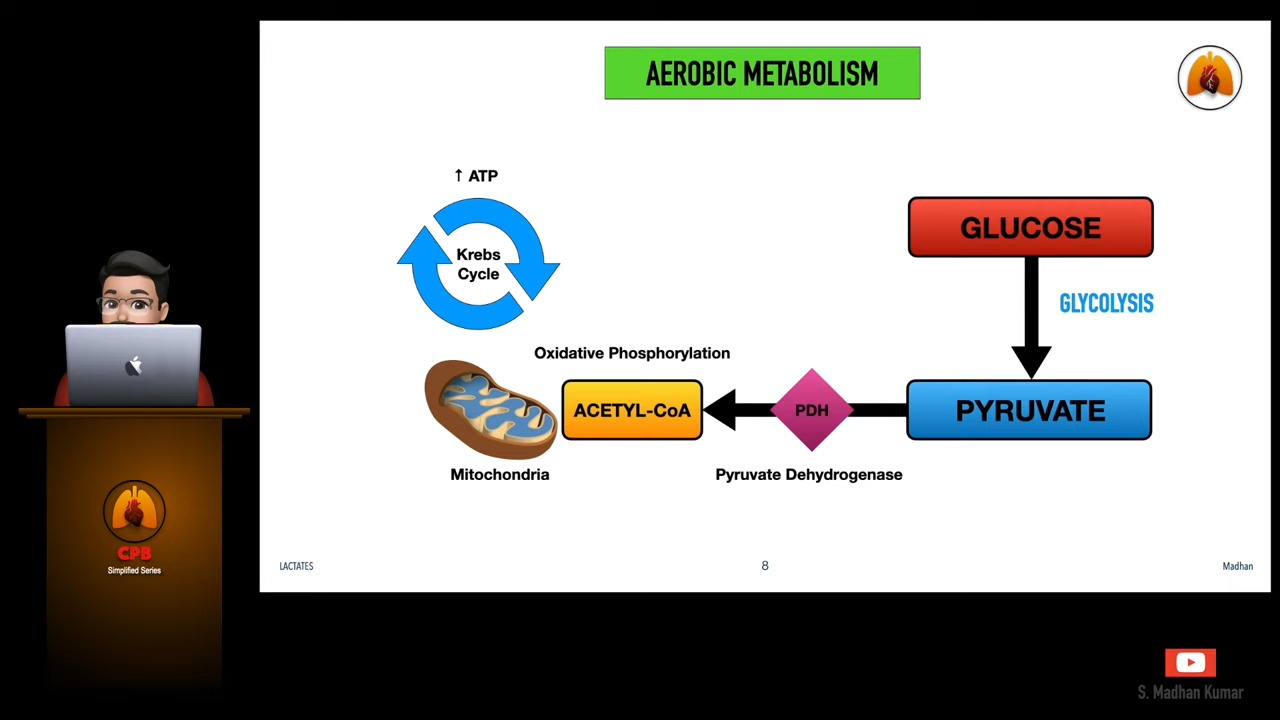 AEROBIC METABOLISM
↑ ATP
Krebs
Cycle
GLUCOSE
GLYCOLYSIS
Oxidative Phosphorylation
ACETYL-CoA
PDH
PYRUVATE
Mitochondria
Pyruvate Dehydrogenase
CPB
Simplified Series
LACTATES
8
Madhan
S. Madhan Kumar